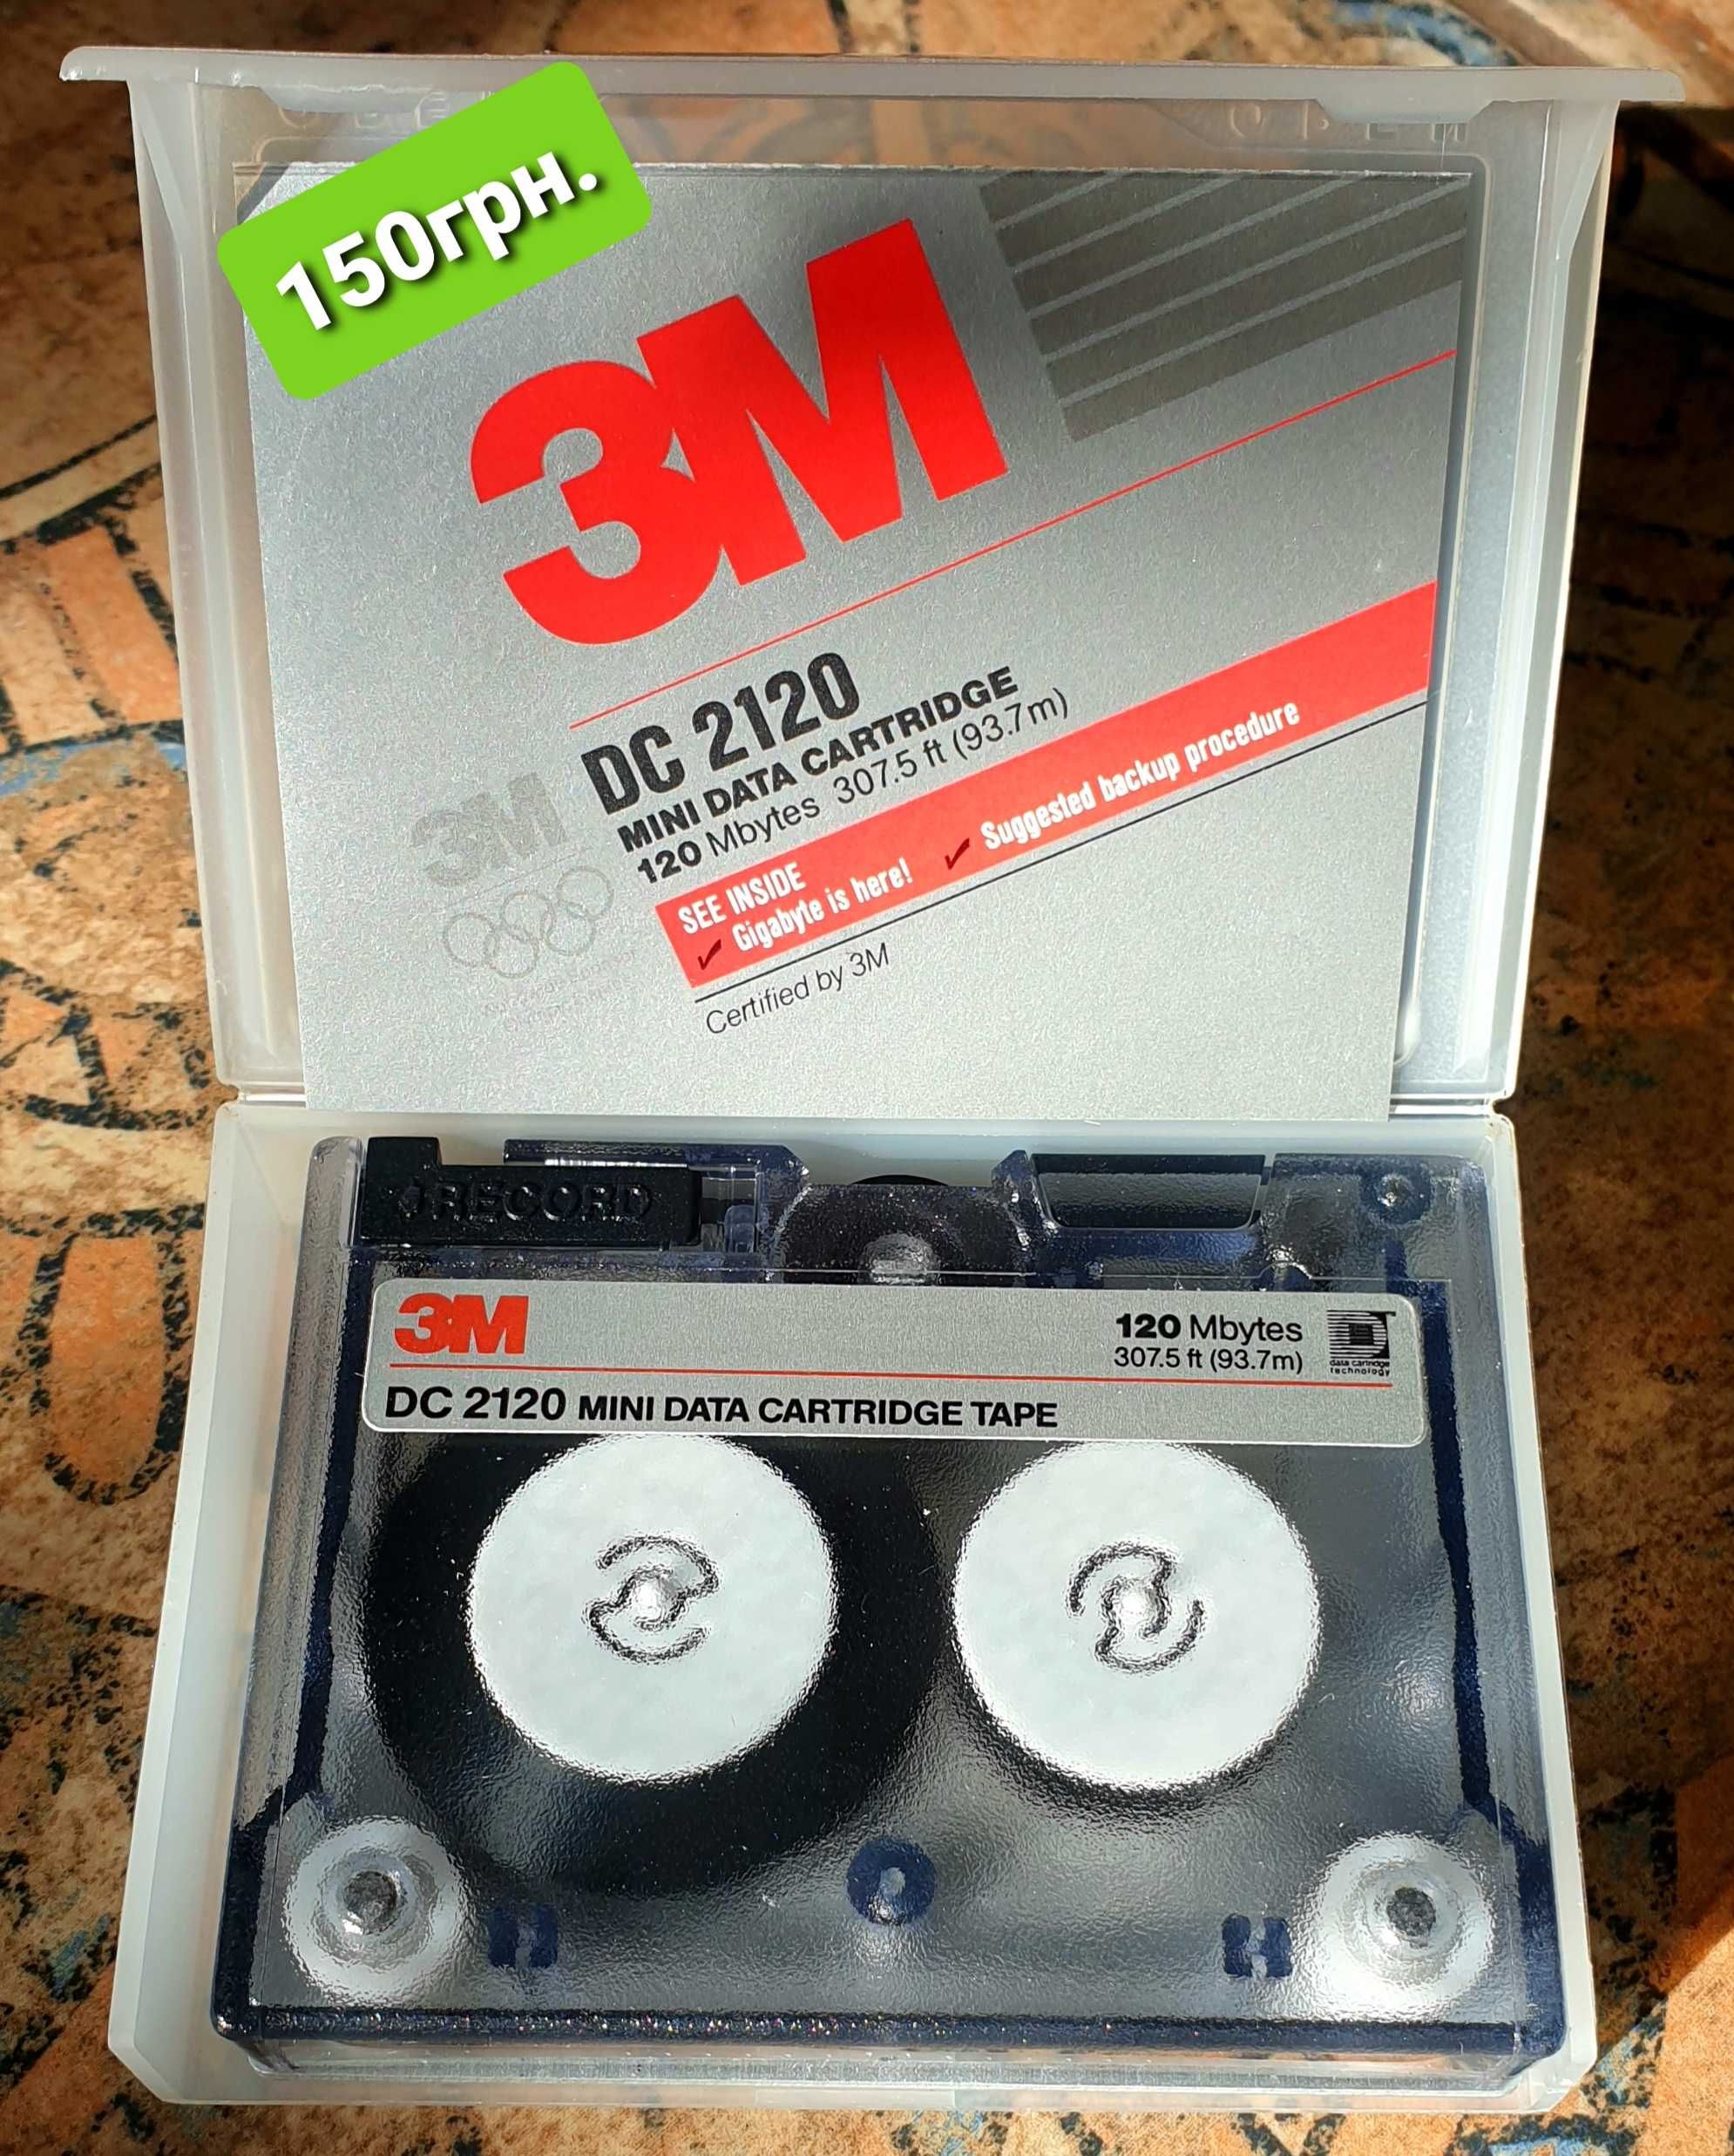 OPEN
150грн.
3M
DC 2120
MINI DATA CARTRIDGE
120 Mbytes 307.5 ft (93.7m)
3M
SEE INSIDE
✓ Gigabyte is here! ✓ Suggested backup procedure
Certified by 3M
RECORD
3M
120 Mbytes
307.5 ft (93.7m)
data cartridge
technology
DC 2120 MINI DATA CARTRIDGE TAPE